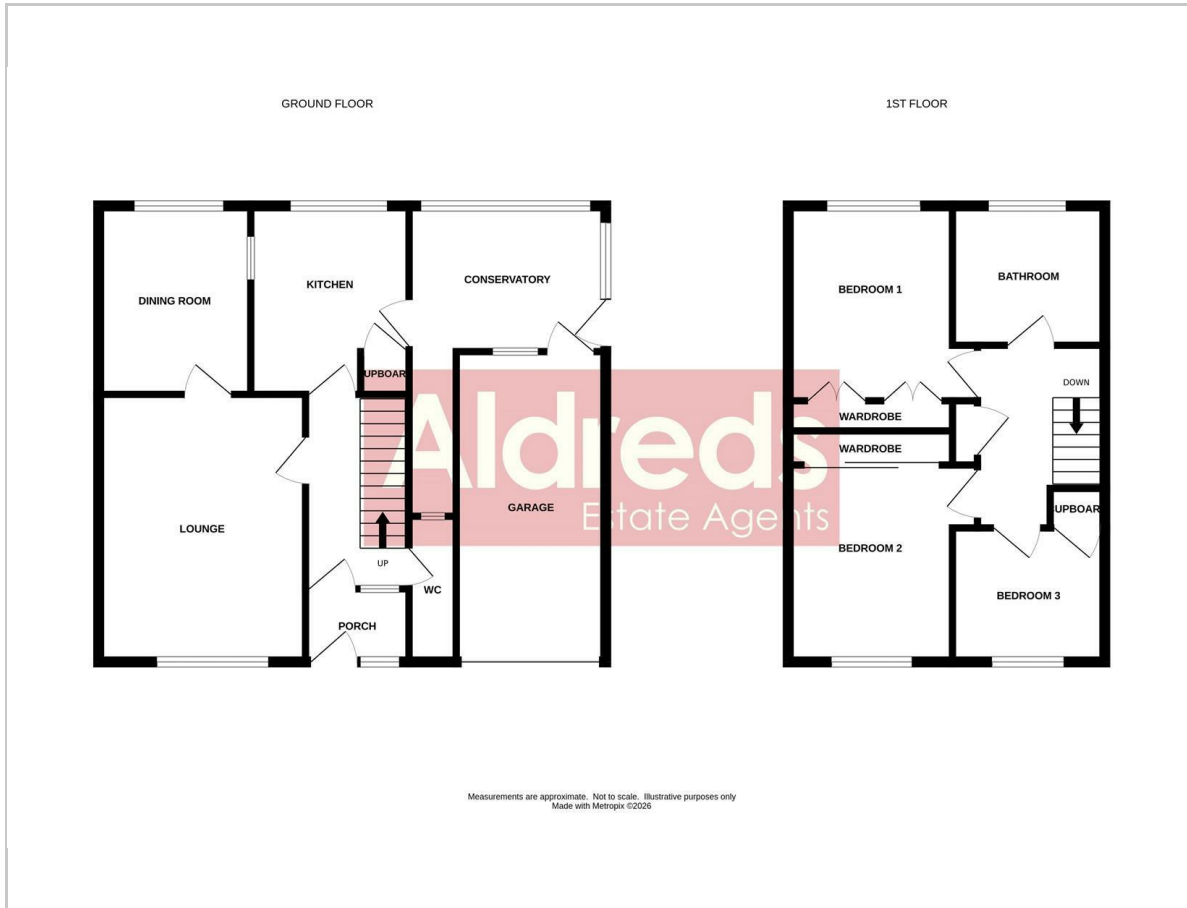 GROUND FLOOR
1ST FLOOR
DINING ROOM
KITCHEN
CONSERVATORY
UPBOAR
LOUNGE
UP
WC
PORCH
GARAGE
BEDROOM 1
BATHROOM
DOWN
WARDROBE
WARDROBE
BEDROOM 2
UPBOAR
BEDROOM 3
Aldreds
Estate Agents
Measurements are approximate. Not to scale. Illustrative purposes only
Made with Metropix ©2026